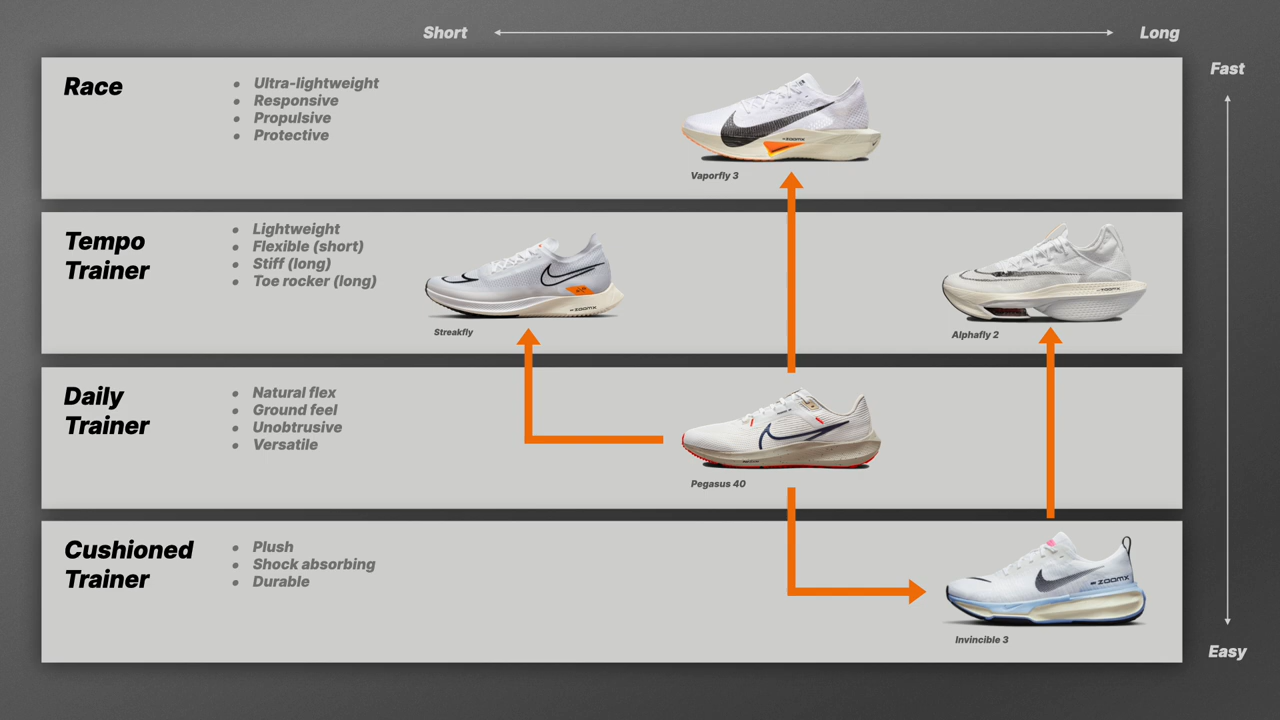 Short
Long
Fast
Race
Ultra-lightweight
Responsive
Propulsive
Protective
Vaporfly 3
Tempo
Trainer
Lightweight
Flexible (short)
Stiff (long)
Toe rocker (long)
Streakfly
Alphafly 2
Daily
Trainer
Natural flex
Ground feel
Unobtrusive
Versatile
Pegasus 40
Cushioned
Trainer
Plush
Shock absorbing
Durable
ZOOMX
Invincible 3
Easy